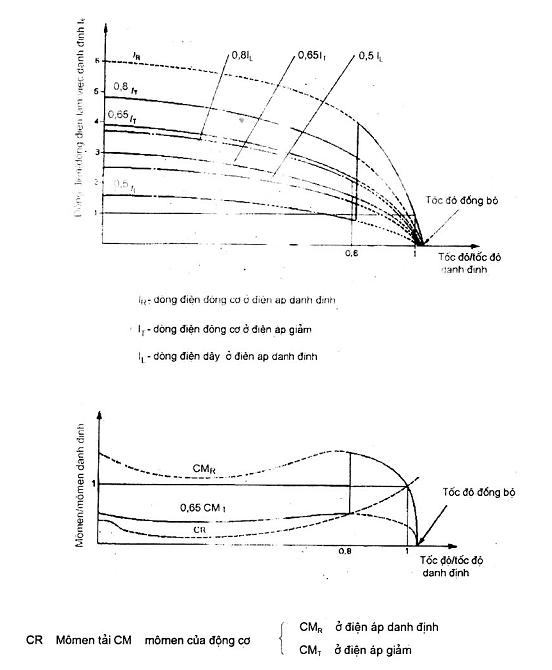 Dòng điện/dòng điện làm việc danh định
I_R
0,8I_L
0,65I_T
0,5 I_L
6
0,8 I_T
5
0,65 I_T
4
3
2
0,5
1
Tốc độ đồng bộ
0,8
1
Tốc độ/tốc độ
danh định
I_R - dòng điện động cơ ở điện áp danh định
I_T - dòng điện động cơ ở điện áp giảm
I_L - dòng điện dây ở điện áp danh định
Mômen/mômen danh định
CM_R
1
0,65 CM
CR
Tốc độ đồng bộ
0.8
1
Tốc độ/tốc độ
danh định
CR Mômen tải CM mômen của động cơ
CM_R ở điện áp danh định
CM_T ở điện áp giảm